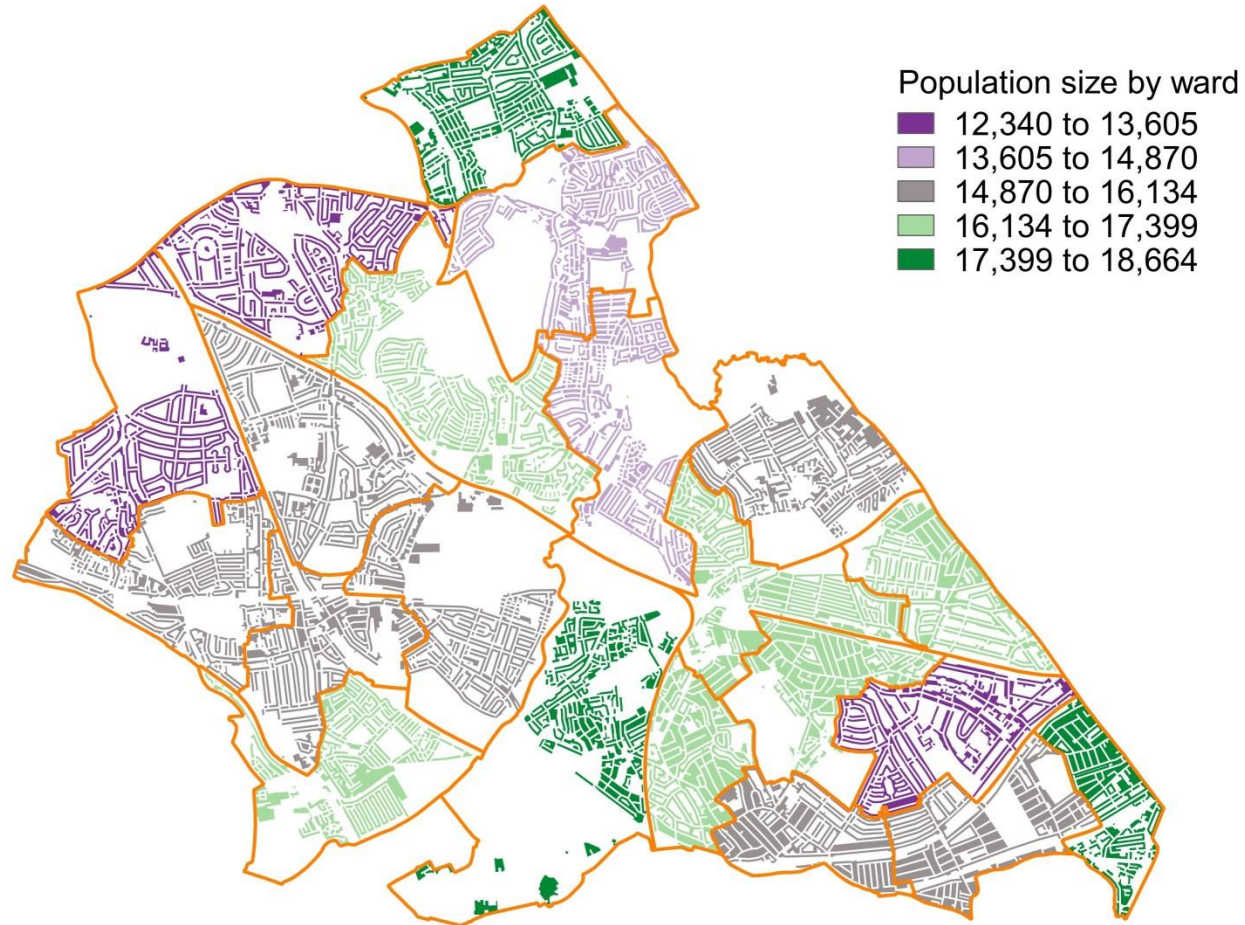 Population size by ward
12,340 to 13,605
13,605 to 14,870
14,870 to 16,134
16,134 to 17,399
17,399 to 18,664